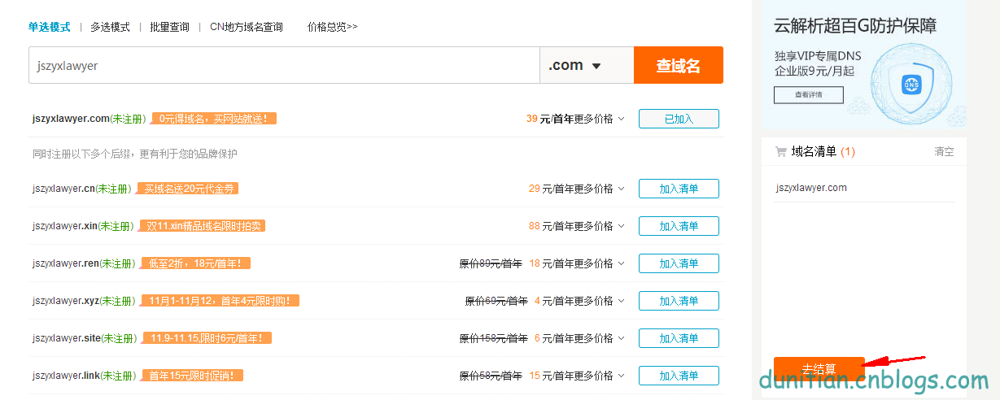 单选模式 | 多选模式 | 批量查询 | CN地方域名查询 价格总览>>
jszyxlawyer .com 查域名
jszyxlawyer.com(未注册) 0元得域名，买网站就送！ 39 元/首年更多价格 已加入
同时注册以下多个后缀，更有利于您的品牌保护
jszyxlawyer.cn(未注册) 买域名送20元代金券 29 元/首年更多价格 加入清单
jszyxlawyer.xin(未注册) 双11.xin精品域名限时拍卖 88 元/首年更多价格 加入清单
jszyxlawyer.ren(未注册) 低至2折，18元/首年！ 原价89元/首年 18 元/首年更多价格 加入清单
jszyxlawyer.xyz(未注册) 11月1-11月12，首年4元限时购！ 原价69元/首年 4 元/首年更多价格 加入清单
jszyxlawyer.site(未注册) 11.9-11.15,限时6元/首年！ 原价158元/首年 6 元/首年更多价格 加入清单
jszyxlawyer.link(未注册) 首年15元限时促销！ 原价58元/首年 15 元/首年更多价格 加入清单
云解析超百G防护保障
独享VIP专属DNS
企业版9元/月起
DNS
查看详情
域名清单 (1) 清空
jszyxlawyer.com
去结算
dunitian.cnblogs.com